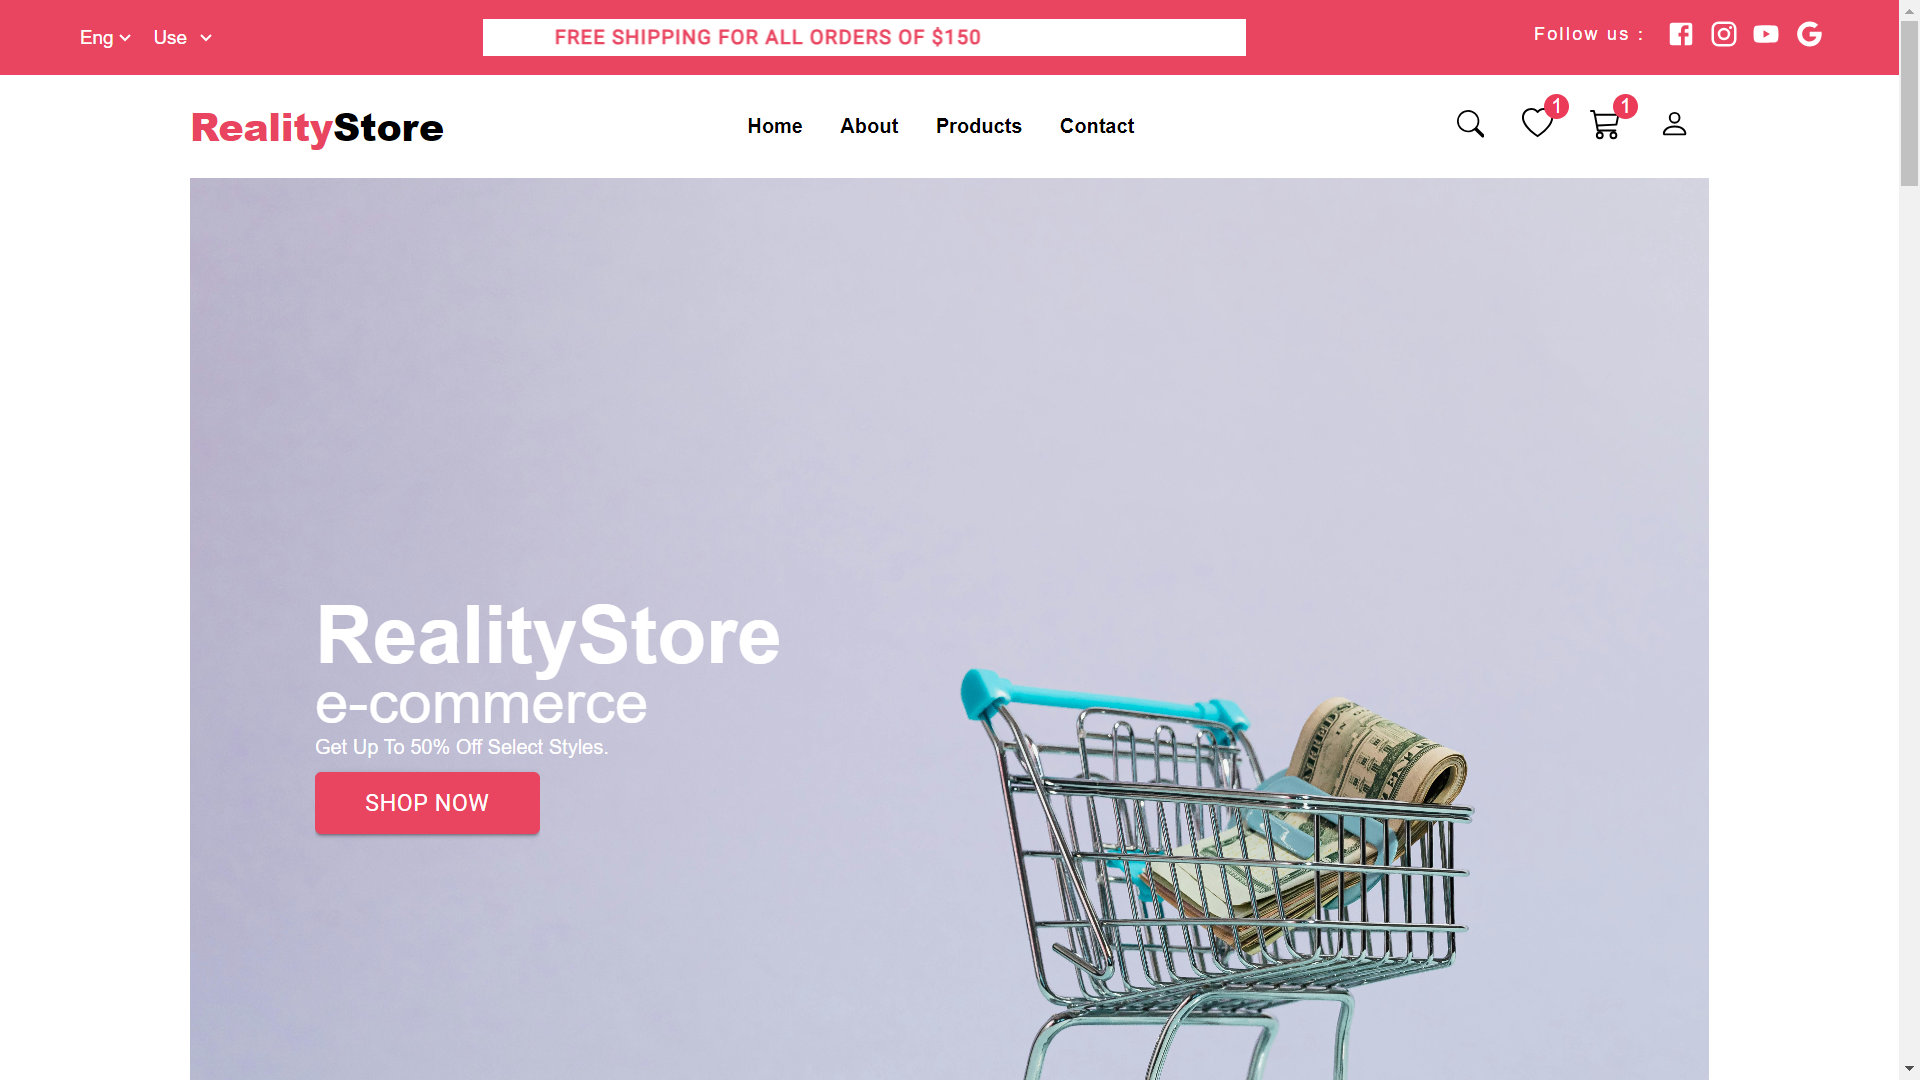 Eng
Use
FREE SHIPPING FOR ALL ORDERS OF $150
Follow us :
RealityStore
Home
About
Products
Contact
1
1
RealityStore
e-commerce
Get Up To 50% Off Select Styles.
SHOP NOW